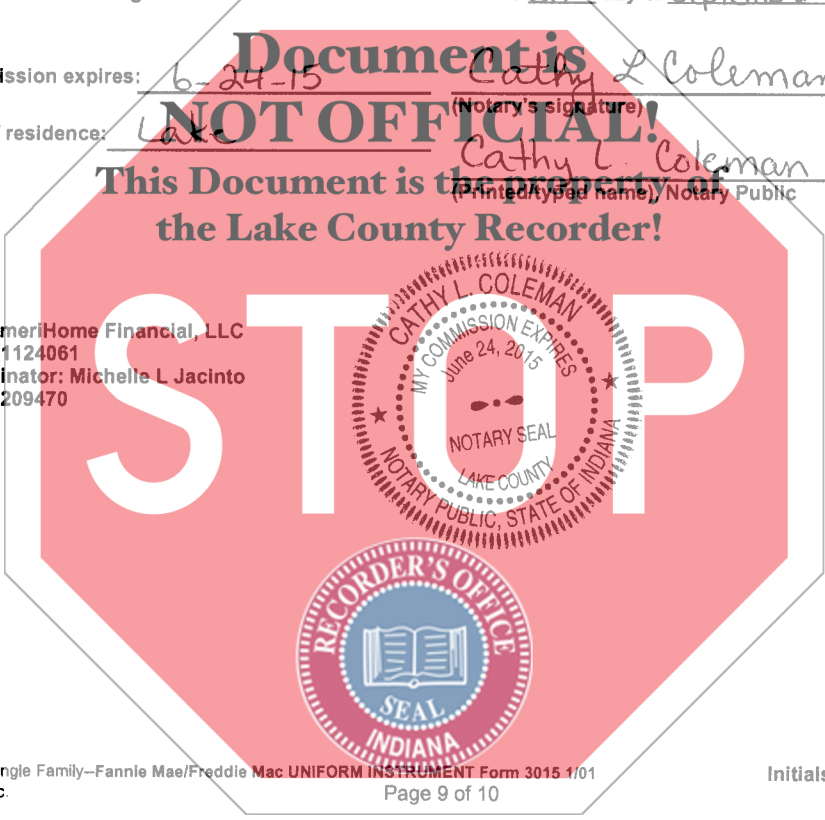 Document is
ission expires: 6-24-15 Cathy L Coleman
(Notary's signature)
NOT OFFICIAL!
residence: Lake Cathy L. Coleman
This Document is the property of
(Printed/typed name), Notary Public
the Lake County Recorder!
CATHY L. COLEMAN
MY COMMISSION EXPIRES
June 24, 2015
NOTARY SEAL
LAKE COUNTY
NOTARY PUBLIC, STATE OF INDIANA
STOP
meriHome Financial, LLC
1124061
inator: Michelle L Jacinto
209470
RECORDER'S OFFICE
SEAL
INDIANA
ngle Family--Fannie Mae/Freddie Mac UNIFORM INSTRUMENT Form 3015 1/01 Initials
c. Page 9 of 10